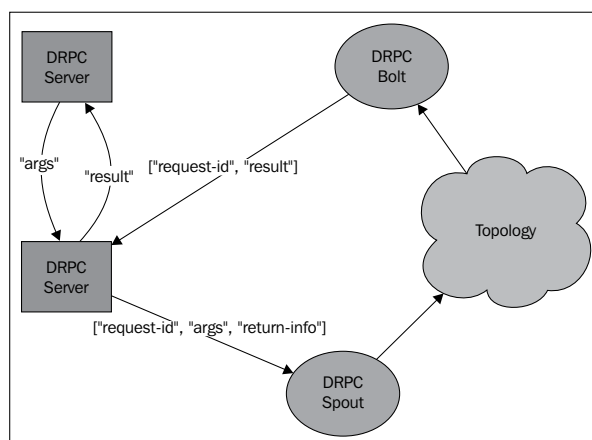 DRPC
Server
DRPC
Bolt
"args"
"result"
["request-id", "result"]
Topology
DRPC
Server
["request-id", "args", "return-info"]
DRPC
Spout